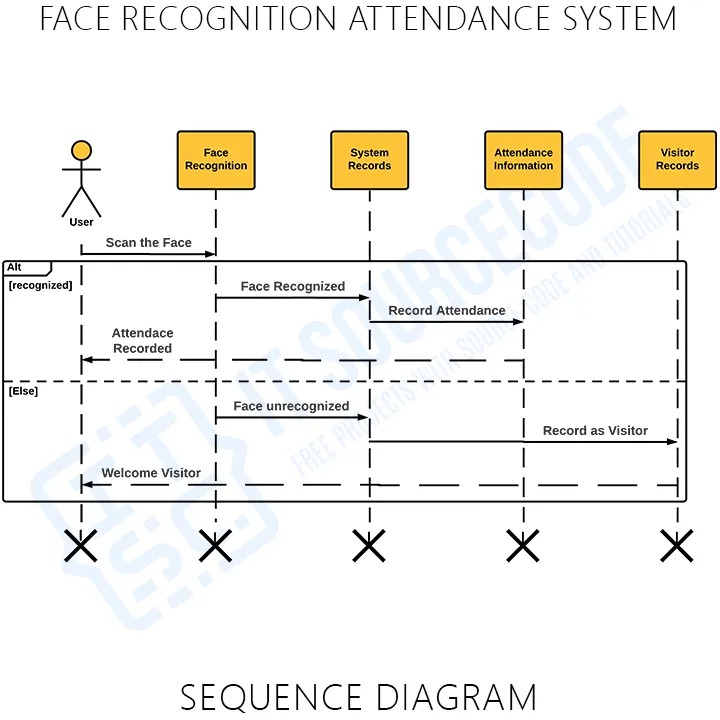 FACE RECOGNITION ATTENDANCE SYSTEM
Face
Recognition
System
Records
Attendance
Information
Visitor
Records
User
Scan the Face
Alt
[recognized]
Face Recognized
Record Attendance
Attendace
Recorded
[Else]
Face unrecognized
Record as Visitor
Welcome Visitor
IT SOURCECODE
FREE PROJECTS WITH SOURCE CODE AND TUTORIALS
SEQUENCE DIAGRAM